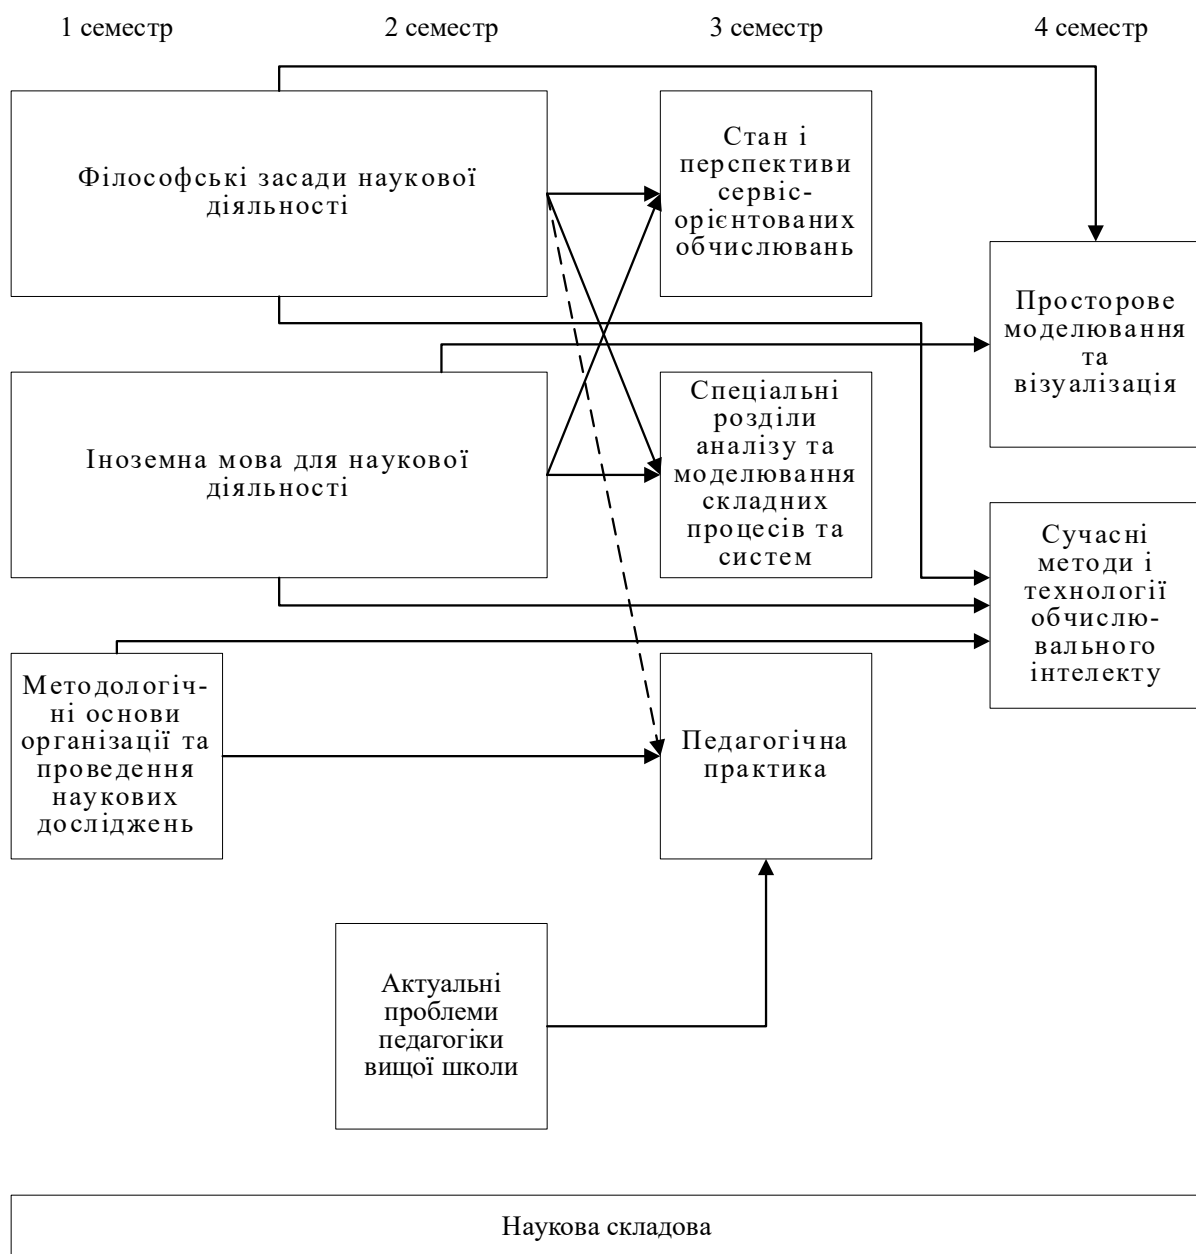 1 семестр
2 семестр
3 семестр
4 семестр
Філософські засади наукової
діяльності
Стан і
перспективи
сервіс-
орієнтованих
обчислювань
Просторове
моделювання
та
візуалізація
Іноземна мова для наукової
діяльності
Спеціальні
розділи
аналізу та
моделювання
складних
процесів та
систем
Сучасні
методи і
технології
обчислю-
вального
інтелекту
Методологіч-
ні основи
організації та
проведення
наукових
досліджень
Педагогічна
практика
Актуальні
проблеми
педагогіки
вищої школи
Наукова складова